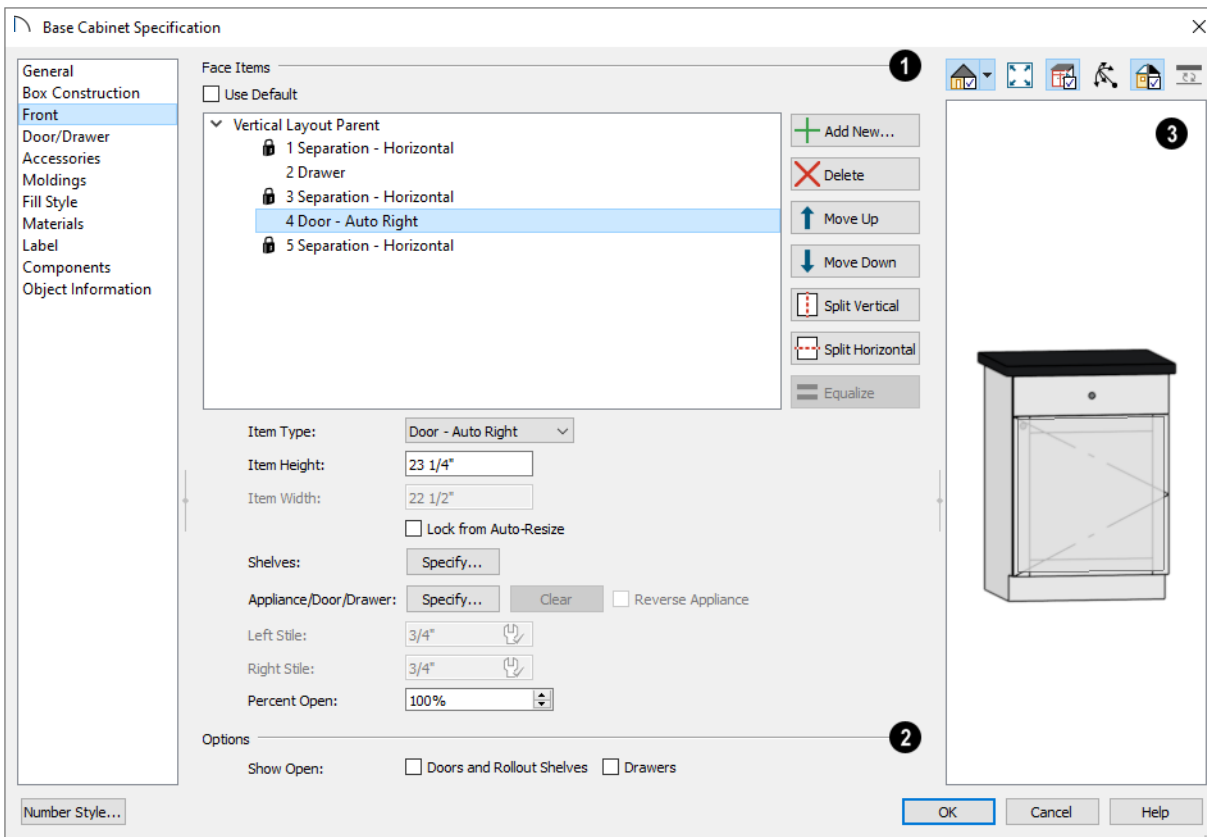 Base Cabinet Specification
General
Box Construction
Front
Door/Drawer
Accessories
Moldings
Fill Style
Materials
Label
Components
Object Information
Face Items
1
Use Default
Vertical Layout Parent
1 Separation - Horizontal
2 Drawer
3 Separation - Horizontal
4 Door - Auto Right
5 Separation - Horizontal
Add New...
Delete
Move Up
Move Down
Split Vertical
Split Horizontal
Equalize
Item Type: Door - Auto Right
Item Height: 23 1/4"
Item Width: 22 1/2"
Lock from Auto-Resize
Shelves: Specify...
Appliance/Door/Drawer: Specify... Clear Reverse Appliance
Left Stile: 3/4"
Right Stile: 3/4"
Percent Open: 100%
Options
2
Show Open: Doors and Rollout Shelves Drawers
3
Number Style...
OK Cancel Help